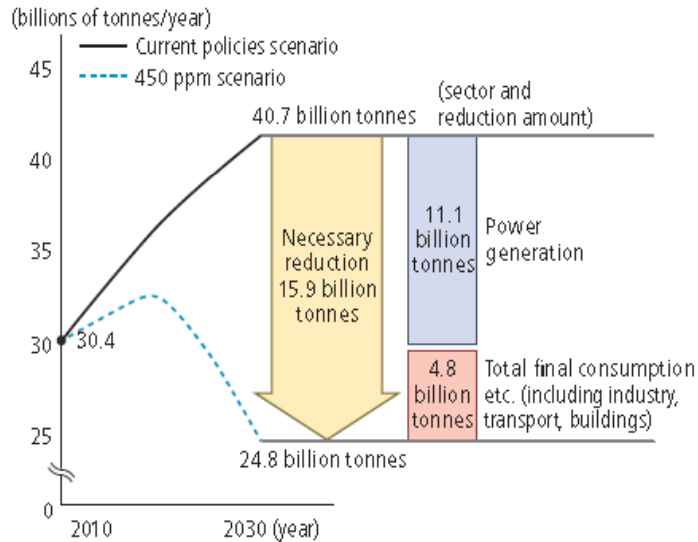 (billions of tonnes/year)
Current policies scenario
450 ppm scenario
45
40
35
30
25
0
30.4
40.7 billion tonnes
(sector and
reduction amount)
Necessary
reduction
15.9 billion
tonnes
11.1
billion
tonnes
Power
generation
4.8
billion
tonnes
Total final consumption
etc. (including industry,
transport, buildings)
24.8 billion tonnes
2010
2030 (year)